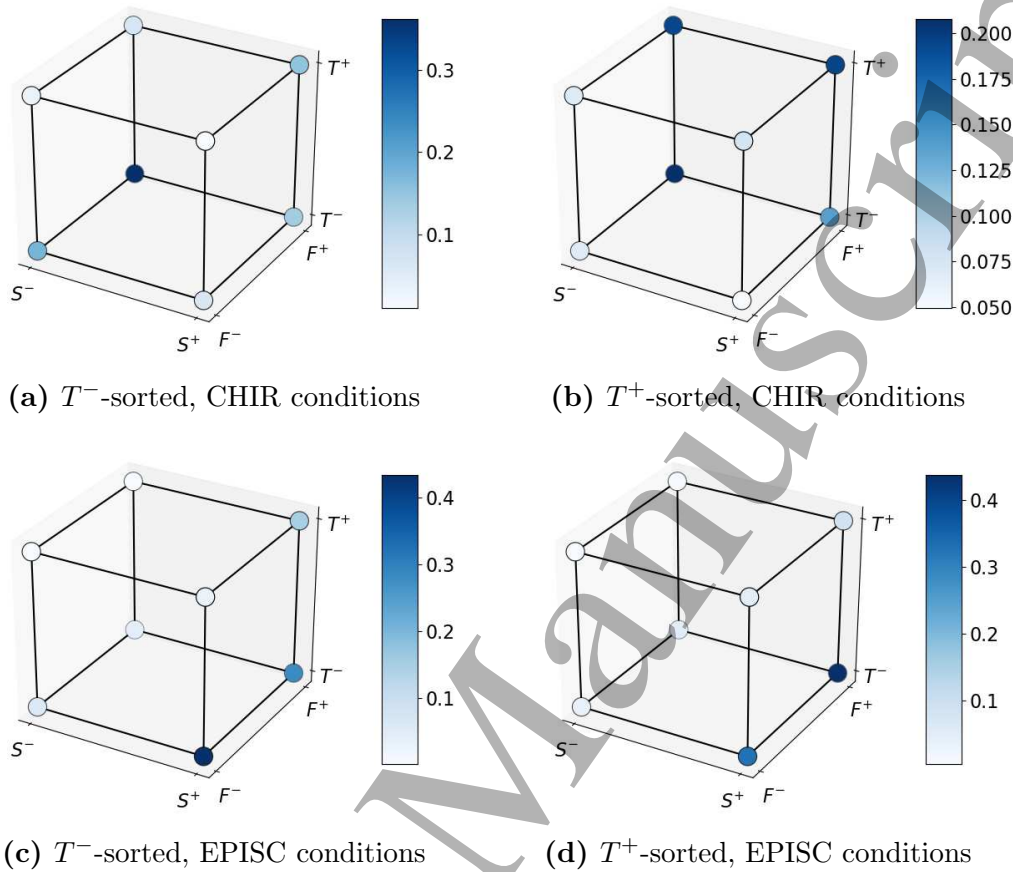 0.3
0.2
0.1
T⁺
T⁻
F⁺
S⁻
S⁺
F⁻
0.200
0.175
0.150
0.125
0.100
0.075
0.050
T⁺
T⁻
F⁺
S⁻
S⁺
F⁻
(a) T⁻-sorted, CHIR conditions
(b) T⁺-sorted, CHIR conditions
0.4
0.3
0.2
0.1
T⁺
T⁻
F⁺
S⁻
S⁺
F⁻
0.4
0.3
0.2
0.1
T⁺
T⁻
F⁺
S⁻
S⁺
F⁻
(c) T⁻-sorted, EPISC conditions
(d) T⁺-sorted, EPISC conditions
Manuscri